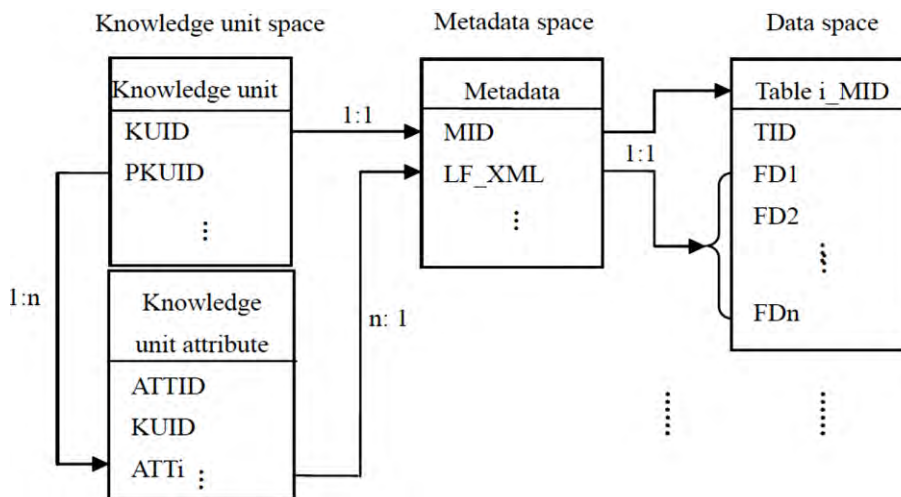 Knowledge unit space
Metadata space
Data space
Knowledge unit
KUID
PKUID
⋮
1:n
Knowledge
unit attribute
ATTID
KUID
ATTi
⋮
1:1
n: 1
Metadata
MID
LF_XML
⋮
1:1
Table i_MID
TID
FD1
FD2
⋮
FDn
⋮
⋮